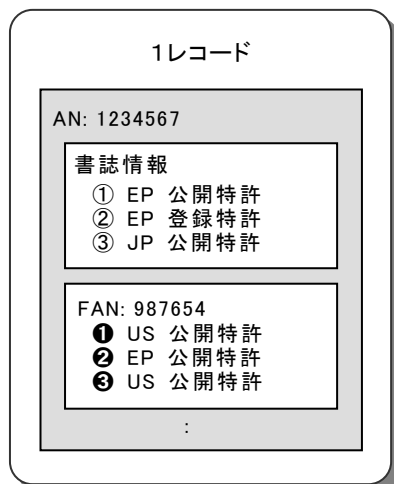 1レコード
AN: 1234567
書誌情報
① EP 公開特許
② EP 登録特許
③ JP 公開特許
FAN: 987654
❶ US 公開特許
❷ EP 公開特許
❸ US 公開特許
: